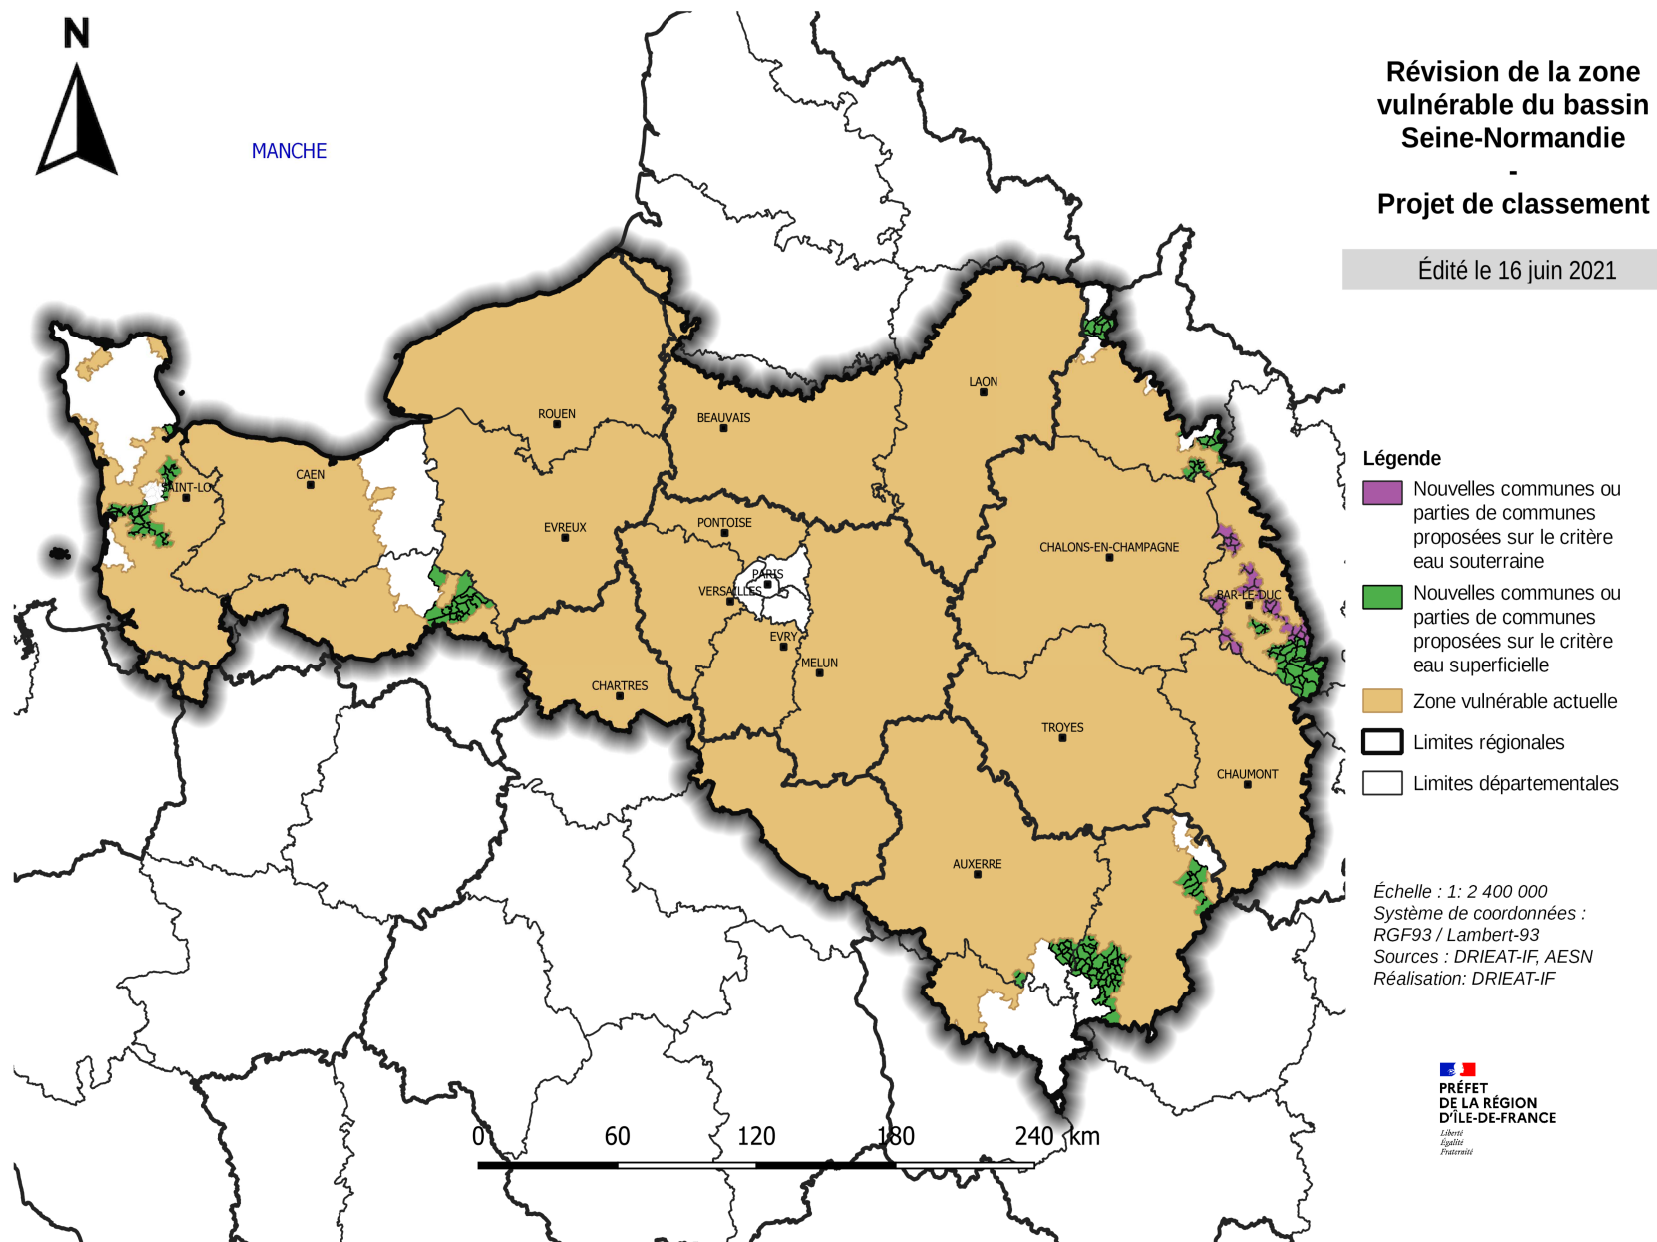 N
MANCHE
Révision de la zone
vulnérable du bassin
Seine-Normandie
-
Projet de classement
Édité le 16 juin 2021
LAON
ROUEN
BEAUVAIS
CAEN
SAINT-LO
EVREUX
PONTOISE
CHALONS-EN-CHAMPAGNE
PARIS
VERSAILLES
BAR-LE-DUC
EVRY
MELUN
CHARTRES
TROYES
CHAUMONT
AUXERRE
Légende
Nouvelles communes ou
parties de communes
proposées sur le critère
eau souterraine
Nouvelles communes ou
parties de communes
proposées sur le critère
eau superficielle
Zone vulnérable actuelle
Limites régionales
Limites départementales
Échelle : 1: 2 400 000
Système de coordonnées :
RGF93 / Lambert-93
Sources : DRIEAT-IF, AESN
Réalisation: DRIEAT-IF
PRÉFET
DE LA RÉGION
D'ÎLE-DE-FRANCE
Liberté
Égalité
Fraternité
0 60 120 180 240 km